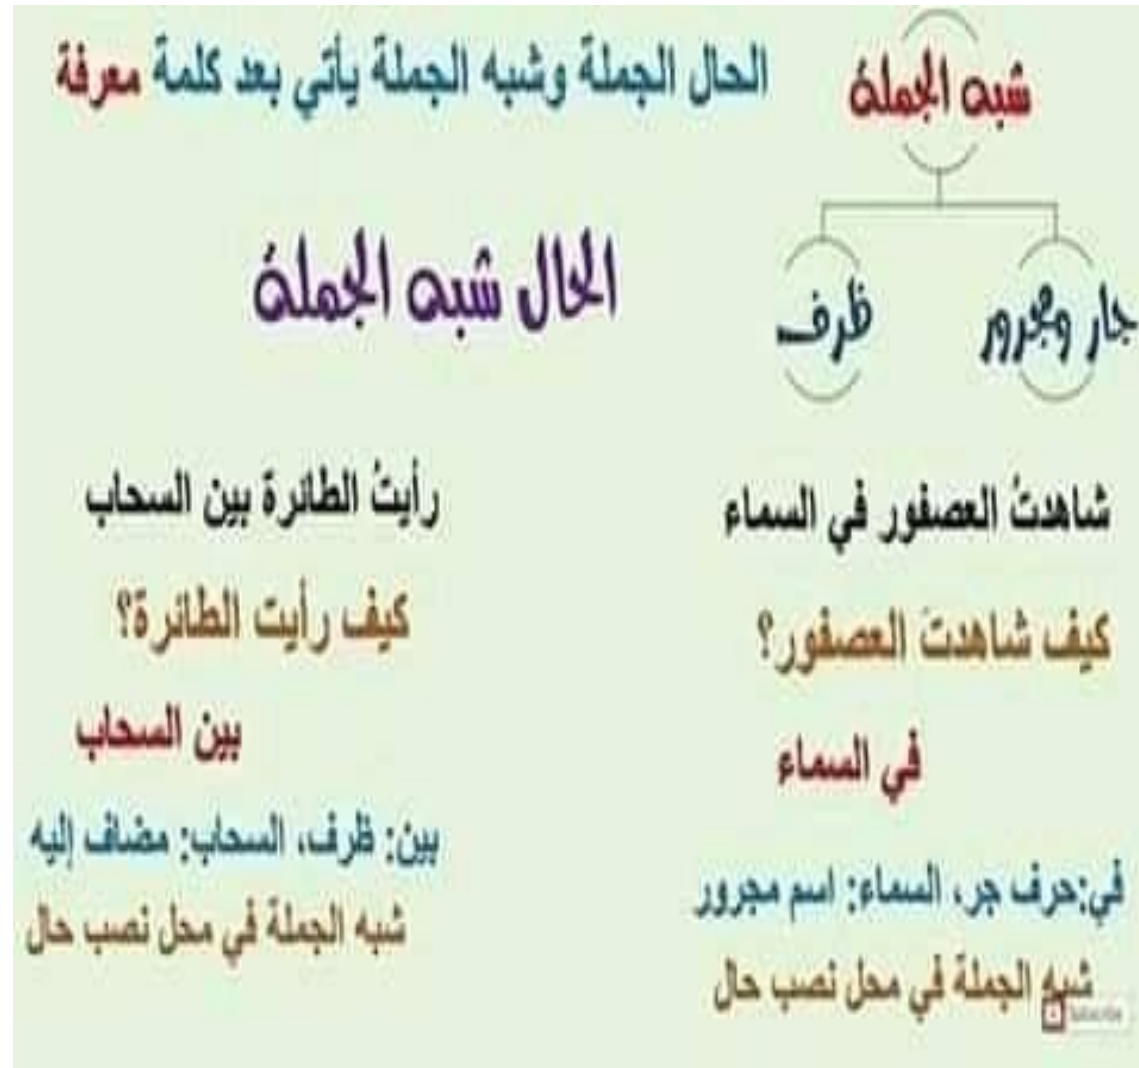 شبه الجملة
الحال الجملة وشبه الجملة يأتي بعد كلمة معرفة
جار ومجرور
ظرف
الحال شبه الجملة
شاهدتُ العصفور في السماء
كيف شاهدتَ العصفور؟
في السماء
في:حرف جر، السماء: اسم مجرور
شبه الجملة في محل نصب حال
رأيتُ الطائرة بين السحاب
كيف رأيت الطائرة؟
بين السحاب
بين: ظرف، السحاب: مضاف إليه
شبه الجملة في محل نصب حال